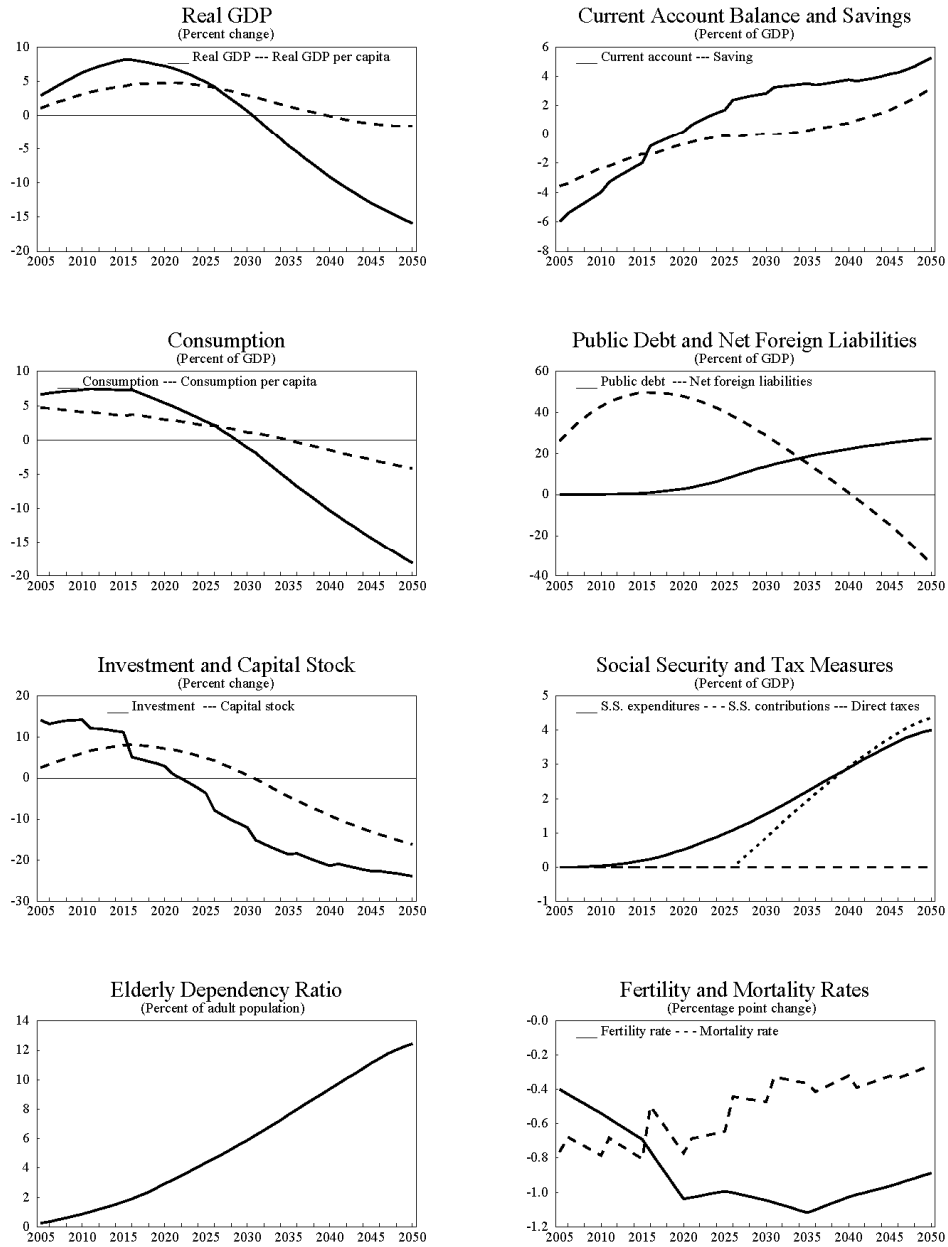 Real GDP
(Percent change)
___ Real GDP --- Real GDP per capita
10
5
0
-5
-10
-15
-20
2005 2010 2015 2020 2025 2030 2035 2040 2045 2050
Current Account Balance and Savings
(Percent of GDP)
___ Current account --- Saving
6
4
2
0
-2
-4
-6
-8
2005 2010 2015 2020 2025 2030 2035 2040 2045 2050
Consumption
(Percent of GDP)
___ Consumption --- Consumption per capita
10
5
0
-5
-10
-15
-20
2005 2010 2015 2020 2025 2030 2035 2040 2045 2050
Public Debt and Net Foreign Liabilities
(Percent of GDP)
___ Public debt --- Net foreign liabilities
60
40
20
0
-20
-40
2005 2010 2015 2020 2025 2030 2035 2040 2045 2050
Investment and Capital Stock
(Percent change)
___ Investment --- Capital stock
20
10
0
-10
-20
-30
2005 2010 2015 2020 2025 2030 2035 2040 2045 2050
Social Security and Tax Measures
(Percent of GDP)
___ S.S. expenditures - - - S.S. contributions --- Direct taxes
5
4
3
2
1
0
-1
2005 2010 2015 2020 2025 2030 2035 2040 2045 2050
Elderly Dependency Ratio
(Percent of adult population)
14
12
10
8
6
4
2
0
2005 2010 2015 2020 2025 2030 2035 2040 2045 2050
Fertility and Mortality Rates
(Percentage point change)
___ Fertility rate - - - Mortality rate
-0.0
-0.2
-0.4
-0.6
-0.8
-1.0
-1.2
2005 2010 2015 2020 2025 2030 2035 2040 2045 2050